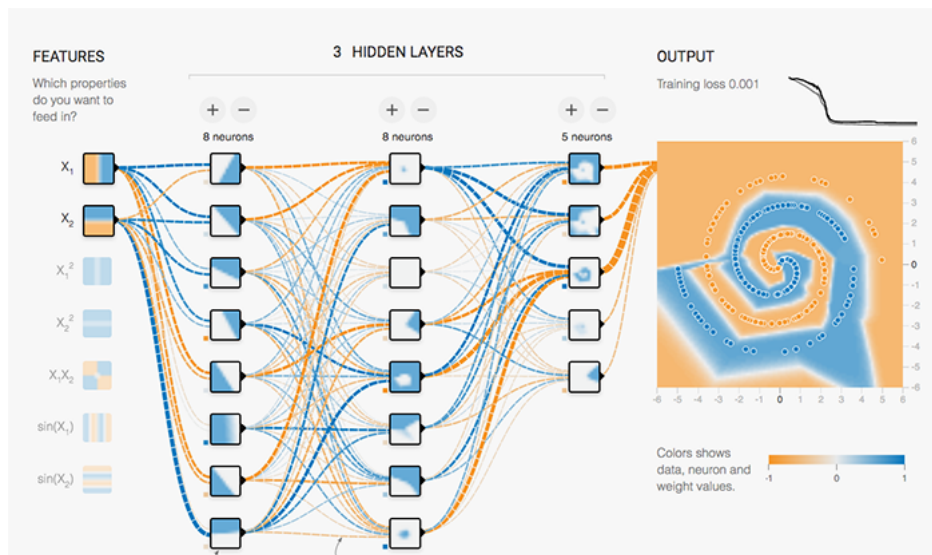 FEATURES
Which properties
do you want to
feed in?
3 HIDDEN LAYERS
+ − + − + −
8 neurons 8 neurons 5 neurons
X₁
X₂
X₁²
X₂²
X₁X₂
sin(X₁)
sin(X₂)
OUTPUT
Training loss 0.001
6
5
4
3
2
1
0
-1
-2
-3
-4
-5
-6
-6 -5 -4 -3 -2 -1 0 1 2 3 4 5 6
Colors shows
data, neuron and
weight values.
-1 0 1